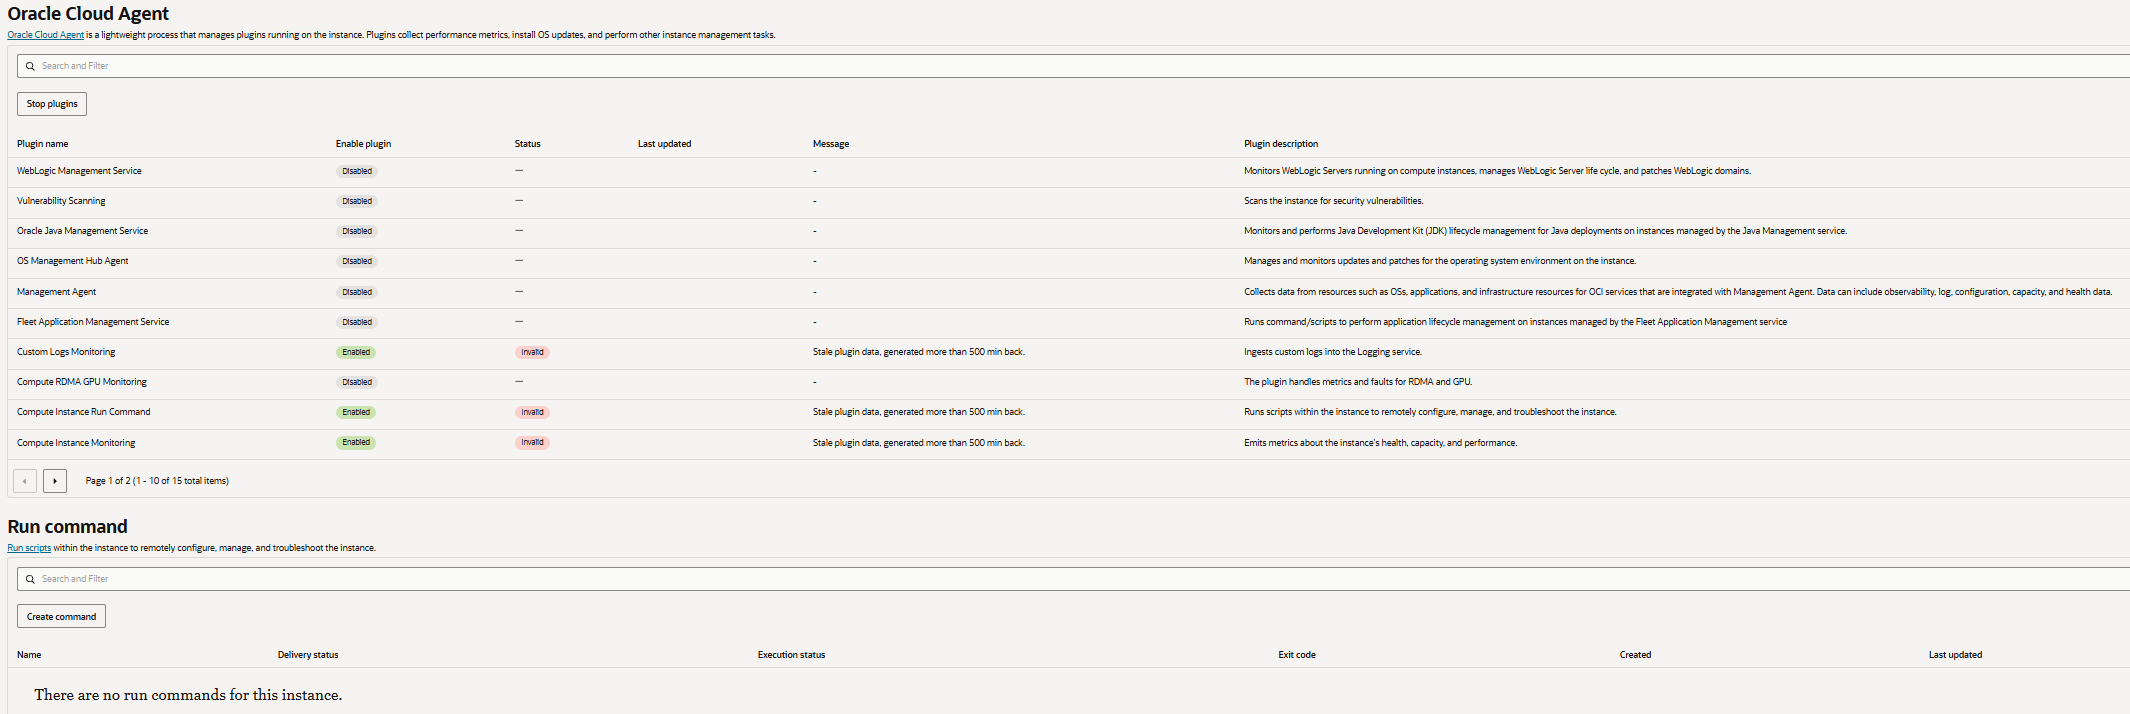 Oracle Cloud Agent
Oracle Cloud Agent is a lightweight process that manages plugins running on the instance. Plugins collect performance metrics, install OS updates, and perform other instance management tasks.
Search and Filter
Stop plugins
Plugin name Enable plugin Status Last updated Message Plugin description
WebLogic Management Service Disabled — - Monitors WebLogic Servers running on compute instances, manages WebLogic Server life cycle, and patches WebLogic domains.
Vulnerability Scanning Disabled — - Scans the instance for security vulnerabilities.
Oracle Java Management Service Disabled — - Monitors and performs Java Development Kit (JDK) lifecycle management for Java deployments on instances managed by the Java Management service.
OS Management Hub Agent Disabled — - Manages and monitors updates and patches for the operating system environment on the instance.
Management Agent Disabled — - Collects data from resources such as OSs, applications, and infrastructure resources for OCI services that are integrated with Management Agent. Data can include observability, log, configuration, capacity, and health data.
Fleet Application Management Service Disabled — - Runs command/scripts to perform application lifecycle management on instances managed by the Fleet Application Management service
Custom Logs Monitoring Enabled Invalid Stale plugin data, generated more than 500 min back. Ingests custom logs into the Logging service.
Compute RDMA GPU Monitoring Disabled — - The plugin handles metrics and faults for RDMA and GPU.
Compute Instance Run Command Enabled Invalid Stale plugin data, generated more than 500 min back. Runs scripts within the instance to remotely configure, manage, and troubleshoot the instance.
Compute Instance Monitoring Enabled Invalid Stale plugin data, generated more than 500 min back. Emits metrics about the instance's health, capacity, and performance.
Page 1 of 2 (1 - 10 of 15 total items)
Run command
Run scripts within the instance to remotely configure, manage, and troubleshoot the instance.
Search and Filter
Create command
Name Delivery status Execution status Exit code Created Last updated
There are no run commands for this instance.